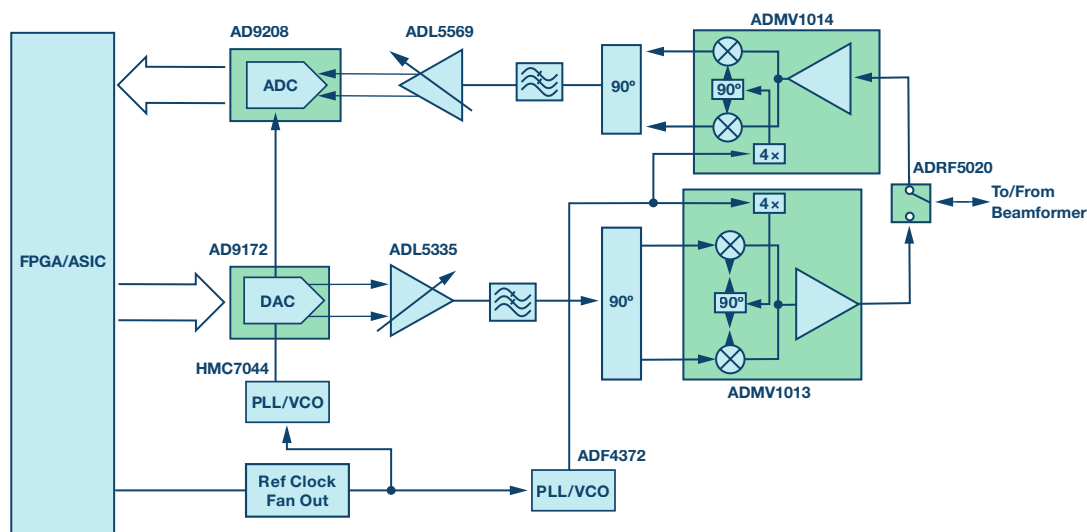 ADMV1014
AD9208
ADL5569
ADC
90º
90º
4×
ADRF5020
To/From
Beamformer
4×
FPGA/ASIC
AD9172
ADL5335
DAC
90º
90º
HMC7044
PLL/VCO
ADMV1013
ADF4372
Ref Clock
Fan Out
PLL/VCO